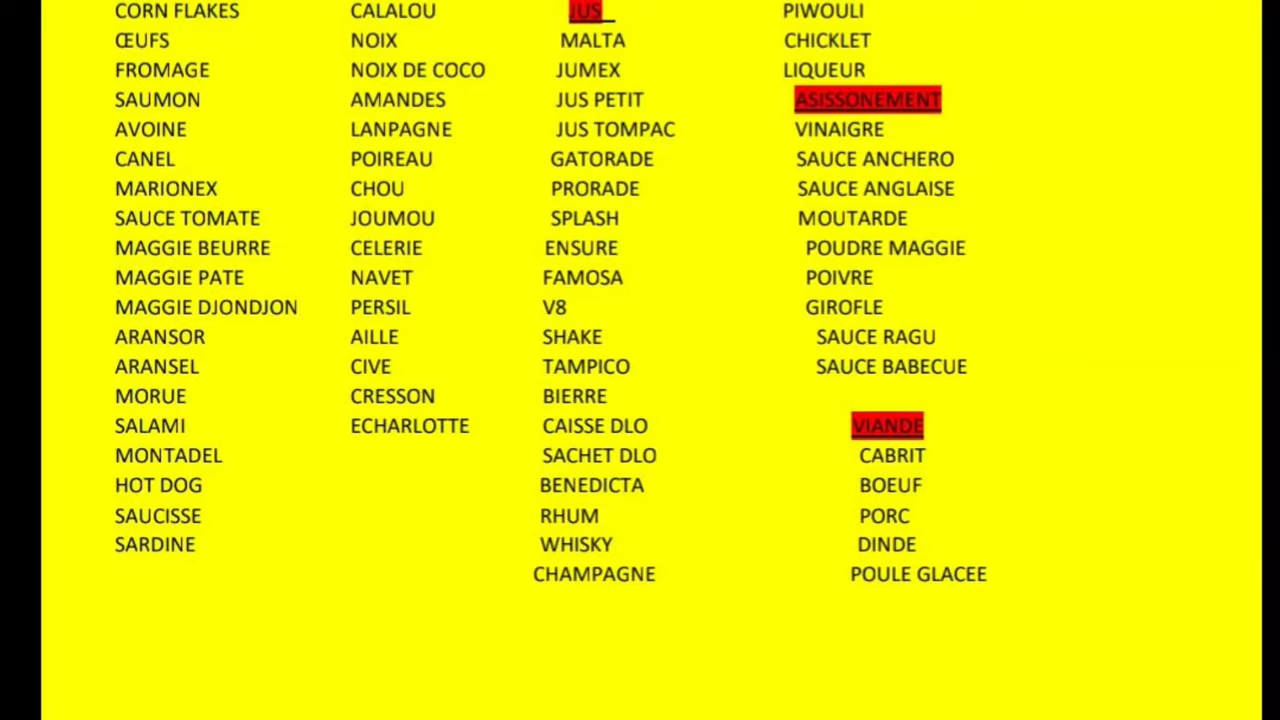 CORN FLAKES
ŒUFS
FROMAGE
SAUMON
AVOINE
CANEL
MARIONEX
SAUCE TOMATE
MAGGIE BEURRE
MAGGIE PATE
MAGGIE DJONDJON
ARANSOR
ARANSEL
MORUE
SALAMI
MONTADEL
HOT DOG
SAUCISSE
SARDINE
CALALOU
NOIX
NOIX DE COCO
AMANDES
LANPAGNE
POIREAU
CHOU
JOUMOU
CELERIE
NAVET
PERSIL
AILLE
CIVE
CRESSON
ECHARLOTTE
JUS
MALTA
JUMEX
JUS PETIT
JUS TOMPAC
GATORADE
PRORADE
SPLASH
ENSURE
FAMOSA
V8
SHAKE
TAMPICO
BIERRE
CAISSE DLO
SACHET DLO
BENEDICTA
RHUM
WHISKY
CHAMPAGNE
PIWOULI
CHICKLET
LIQUEUR
ASISSONEMENT
VINAIGRE
SAUCE ANCHERO
SAUCE ANGLAISE
MOUTARDE
POUDRE MAGGIE
POIVRE
GIROFLE
SAUCE RAGU
SAUCE BABECUE
VIANDE
CABRIT
BOEUF
PORC
DINDE
POULE GLACEE